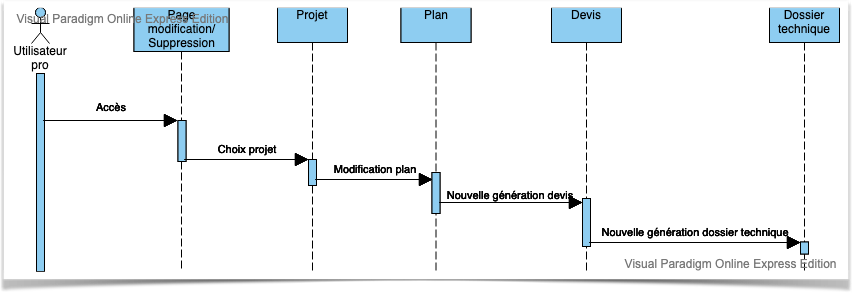 Visual Paradigm Online Express Edition
Utilisateur
pro
Page
modification/
Suppression
Projet
Plan
Devis
Dossier
technique
Accès
Choix projet
Modification plan
Nouvelle génération devis
Nouvelle génération dossier technique
Visual Paradigm Online Express Edition